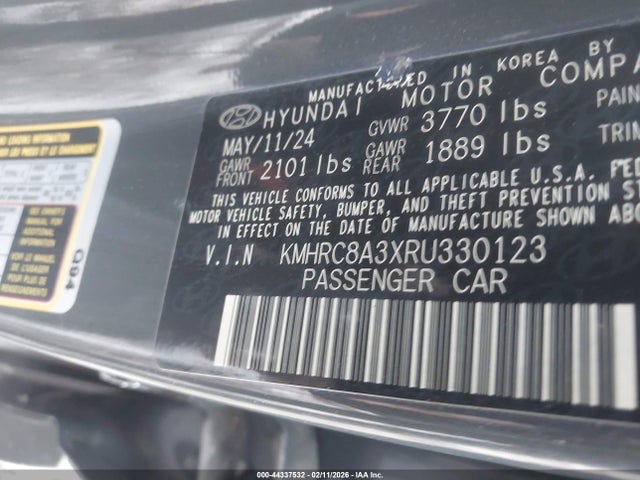 MANUFACTURED IN KOREA BY
HYUNDAI MOTOR COMPA
MAY/11/24 GVWR 3770 lbs PAIN
GAWR FRONT 2101 lbs GAWR REAR 1889 lbs TRIM
THIS VEHICLE CONFORMS TO ALL APPLICABLE U.S.A. FED
MOTOR VEHICLE SAFETY, BUMPER, AND THEFT PREVENTION S
IN EFFECT ON THE DATE OF MANUFACTURE SHOWN ABO
V.I.N KMHRC8A3XRU330123
PASSENGER CAR
G94
000-44337532 - 02/11/2026 - IAA Inc.